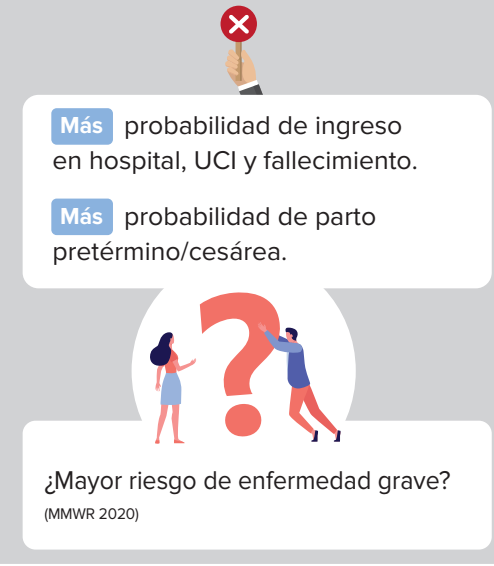 Más probabilidad de ingreso
en hospital, UCI y fallecimiento.
Más probabilidad de parto
pretérmino/cesárea.
¿Mayor riesgo de enfermedad grave?
(MMWR 2020)